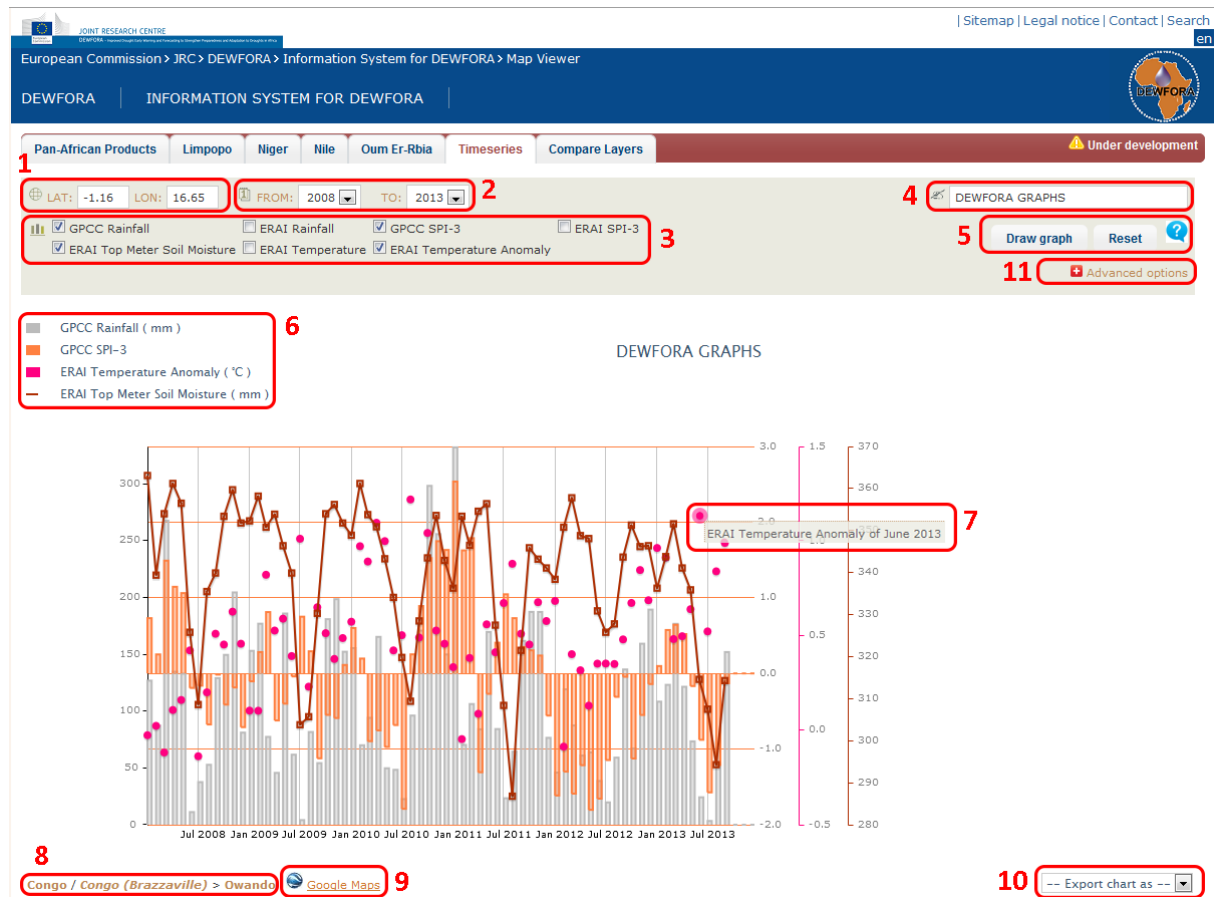 | Sitemap | Legal notice | Contact | Search
en
JOINT RESEARCH CENTRE
European Commission > JRC > DEWFORA > Information System for DEWFORA > Map Viewer
DEWFORA INFORMATION SYSTEM FOR DEWFORA
DEWFORA
Pan-African Products Limpopo Niger Nile Oum Er-Rbia Timeseries Compare Layers Under development
1
LAT: -1.16 LON: 16.65 FROM: 2008 TO: 2013 2 4 DEWFORA GRAPHS
GPCC Rainfall ERAI Rainfall GPCC SPI-3 ERAI SPI-3 3 5 Draw graph Reset ?
ERAI Top Meter Soil Moisture ERAI Temperature ERAI Temperature Anomaly
11 Advanced options
GPCC Rainfall ( mm ) 6
GPCC SPI-3
DEWFORA GRAPHS
ERAI Temperature Anomaly ( °C )
ERAI Top Meter Soil Moisture ( mm )
3.0 1.5 370
300
360
2.0 7
ERAI Temperature Anomaly of June 2013
250
340
200 1.0
330
0.5
150 320
0.0
310
100
0.0 300
-1.0
50 290
0 -2.0 -0.5 280
Jul 2008 Jan 2009 Jul 2009 Jan 2010 Jul 2010 Jan 2011 Jul 2011 Jan 2012 Jul 2012 Jan 2013 Jul 2013
8
Congo / Congo (Brazzaville) > Owando Google Maps 9 10 -- Export chart as --